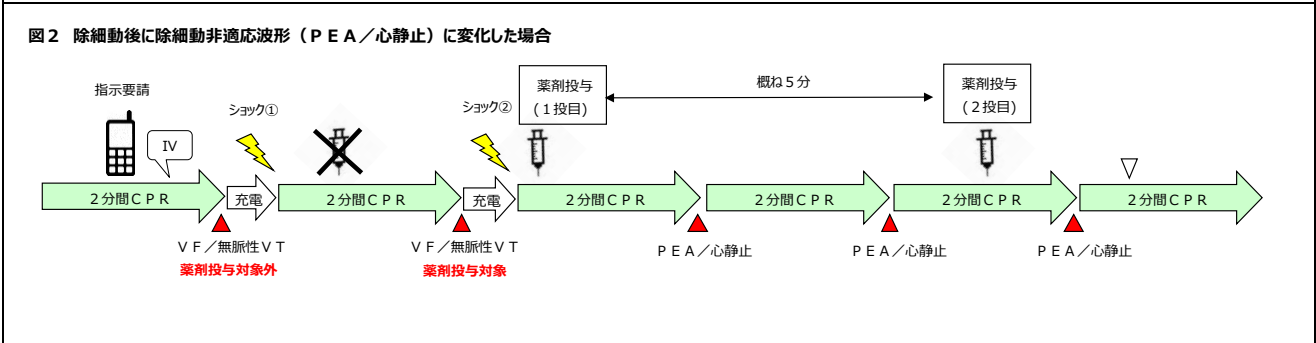 図2 除細動後に除細動非適応波形(PEA/心静止)に変化した場合
指示要請
IV
ショック①
ショック②
薬剤投与
(1投目)
概ね5分
薬剤投与
(2投目)
2分間CPR
充電
2分間CPR
充電
2分間CPR
2分間CPR
2分間CPR
2分間CPR
VF/無脈性VT
薬剤投与対象外
VF/無脈性VT
薬剤投与対象
PEA/心静止
PEA/心静止
PEA/心静止